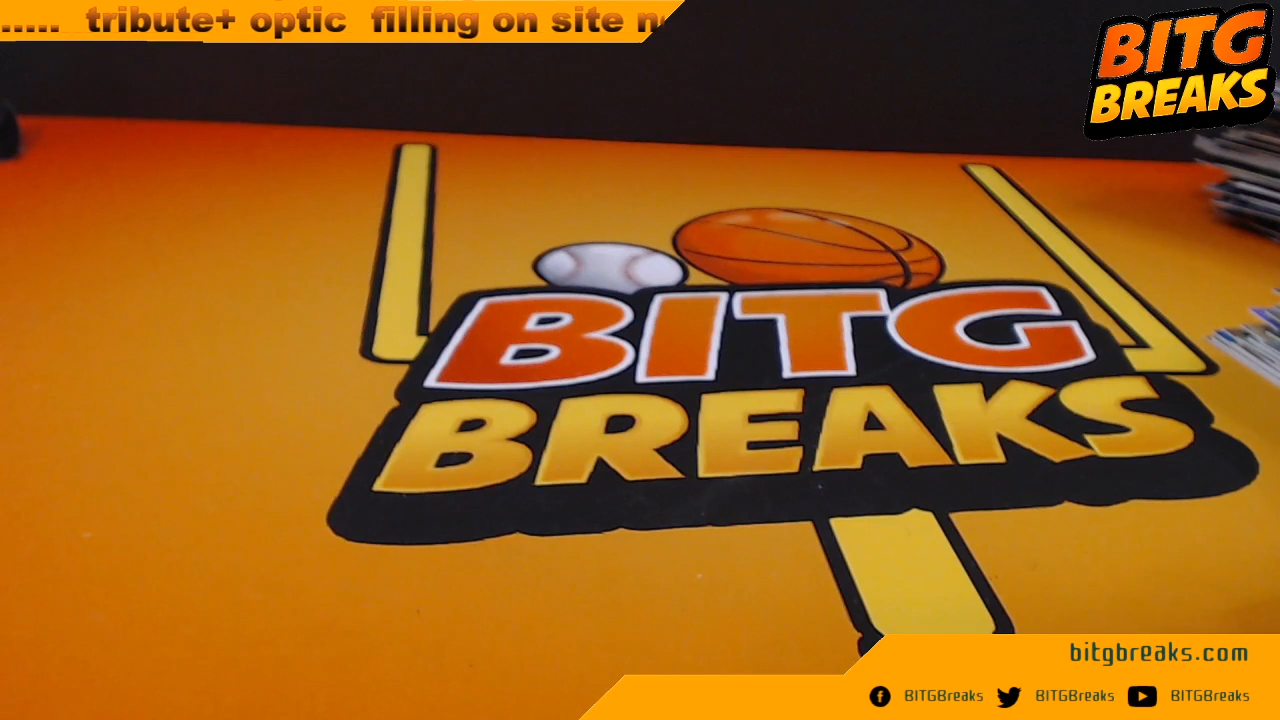 ..... tribute+ optic filling on site
BITG
BREAKS
BITG
BREAKS
bitgbreaks.com
BITGBreaks BITGBreaks BITGBreaks